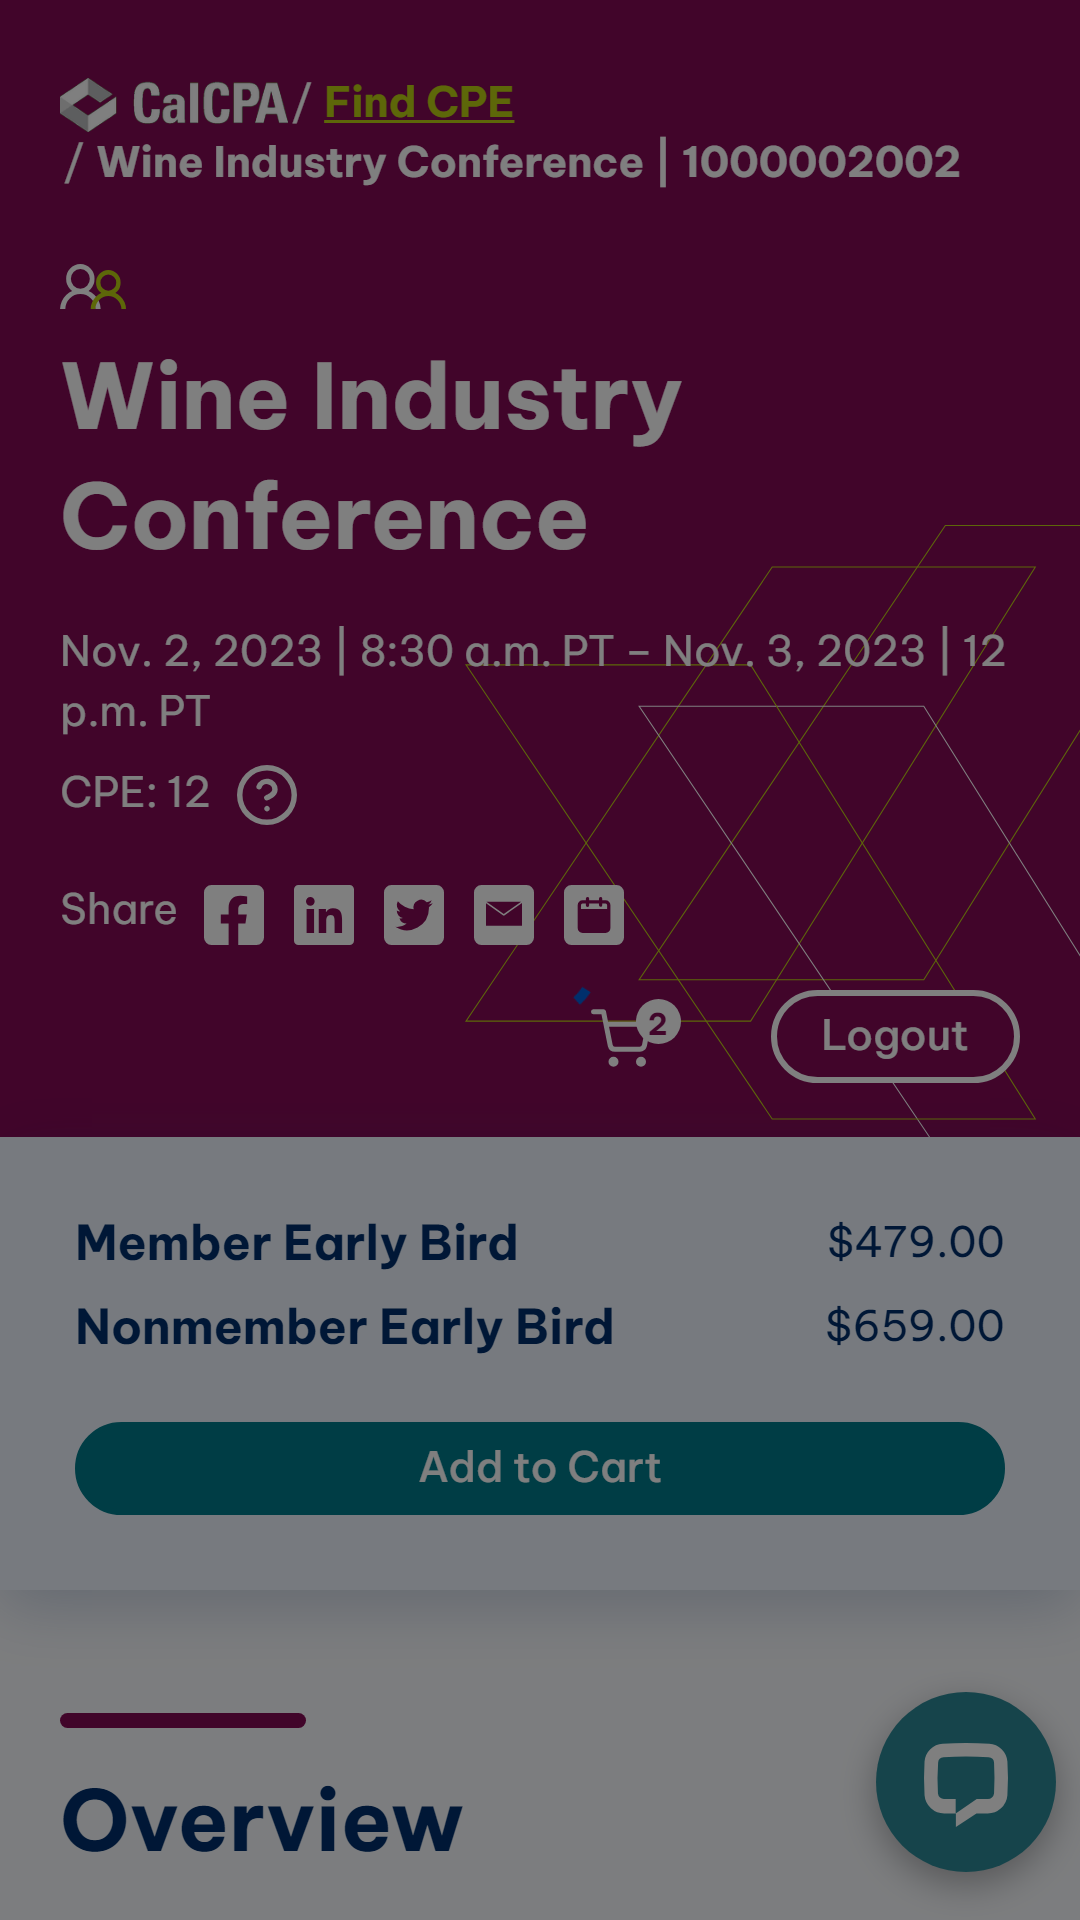 CalCPA / Find CPE
/ Wine Industry Conference | 1000002002
Wine Industry
Conference
Nov. 2, 2023 | 8:30 a.m. PT – Nov. 3, 2023 | 12
p.m. PT
CPE: 12 ?
Share f in
2
Logout
Member Early Bird $479.00
Nonmember Early Bird $659.00
Add to Cart
Overview